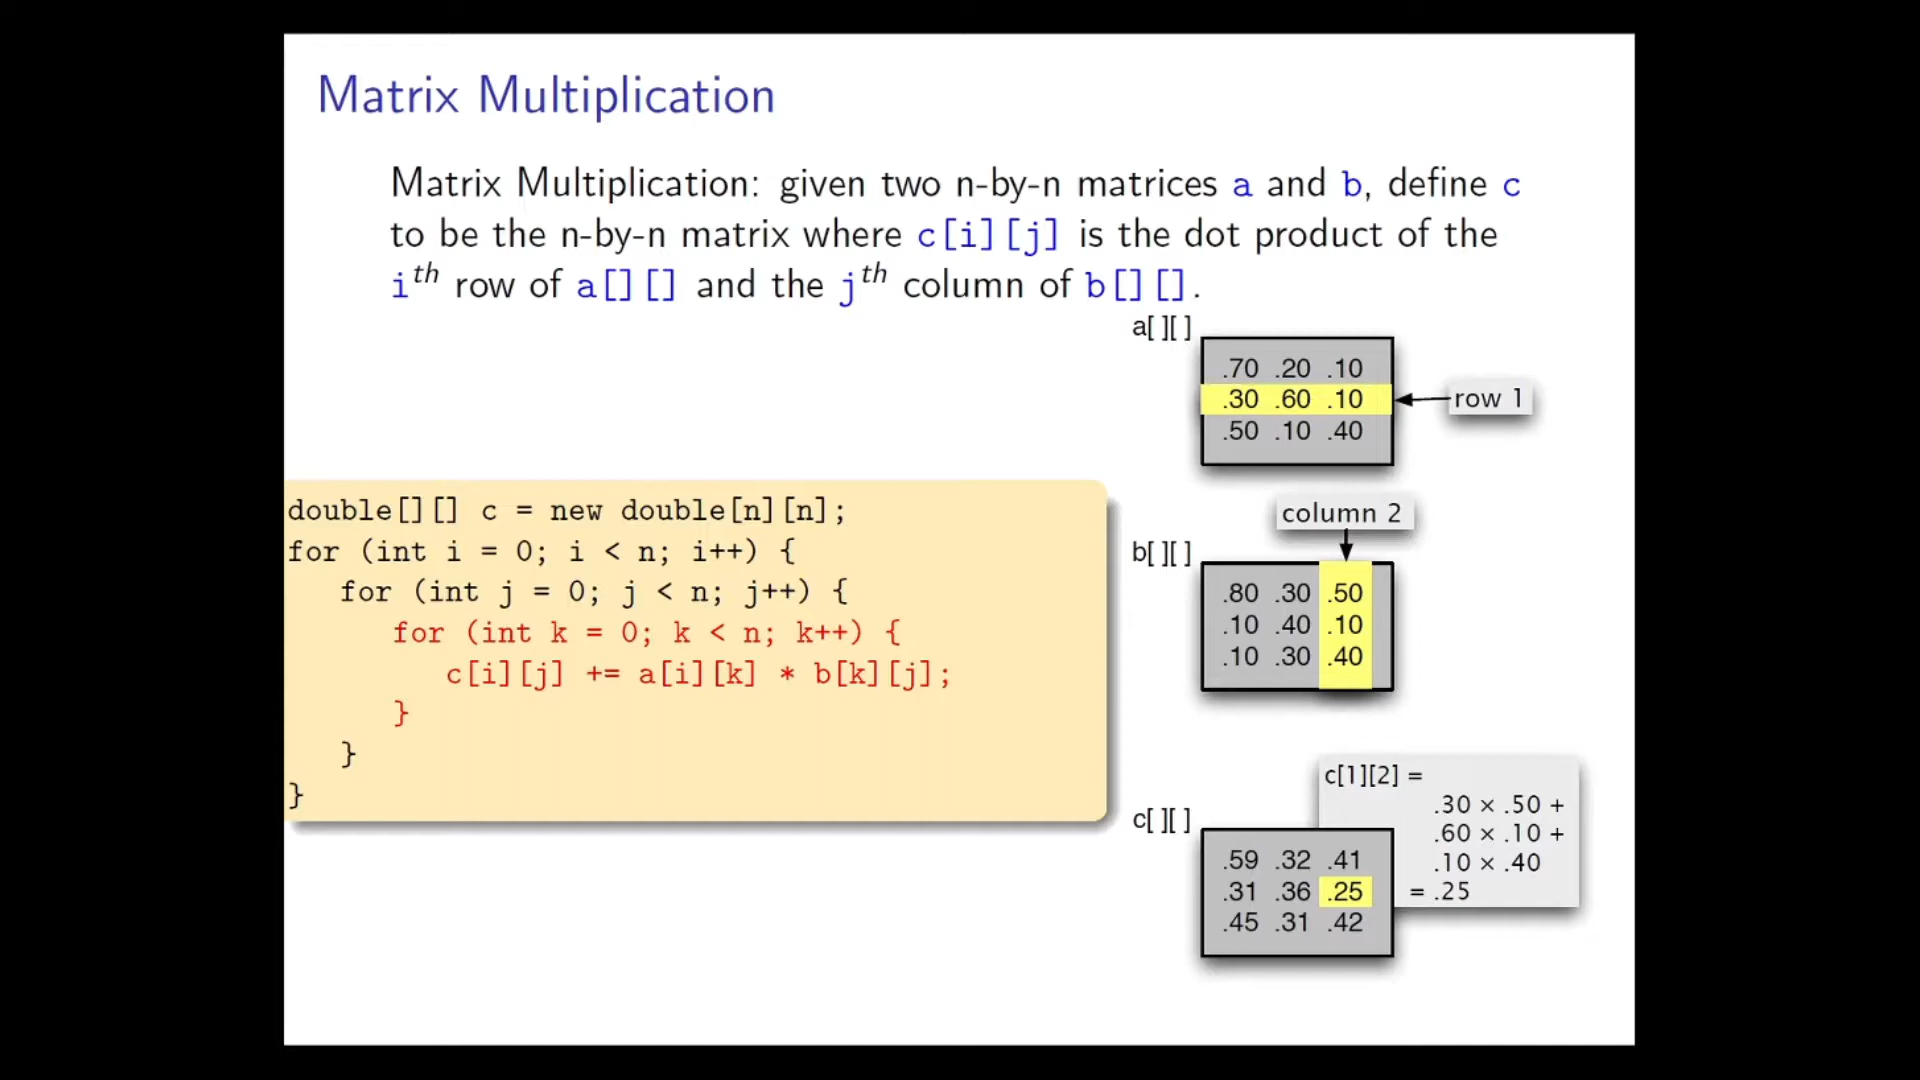 Matrix Multiplication
Matrix Multiplication: given two n-by-n matrices a and b, define c
to be the n-by-n matrix where c[i][j] is the dot product of the
i^th row of a[][] and the j^th column of b[][].
double[][] c = new double[n][n];
for (int i = 0; i < n; i++) {
   for (int j = 0; j < n; j++) {
      for (int k = 0; k < n; k++) {
         c[i][j] += a[i][k] * b[k][j];
      }
   }
}
a[ ][ ]
.70 .20 .10
.30 .60 .10
row 1
.50 .10 .40
column 2
b[ ][ ]
.80 .30 .50
.10 .40 .10
.10 .30 .40
c[1][2] =
.30 × .50 +
.60 × .10 +
.10 × .40
= .25
c[ ][ ]
.59 .32 .41
.31 .36 .25
.45 .31 .42